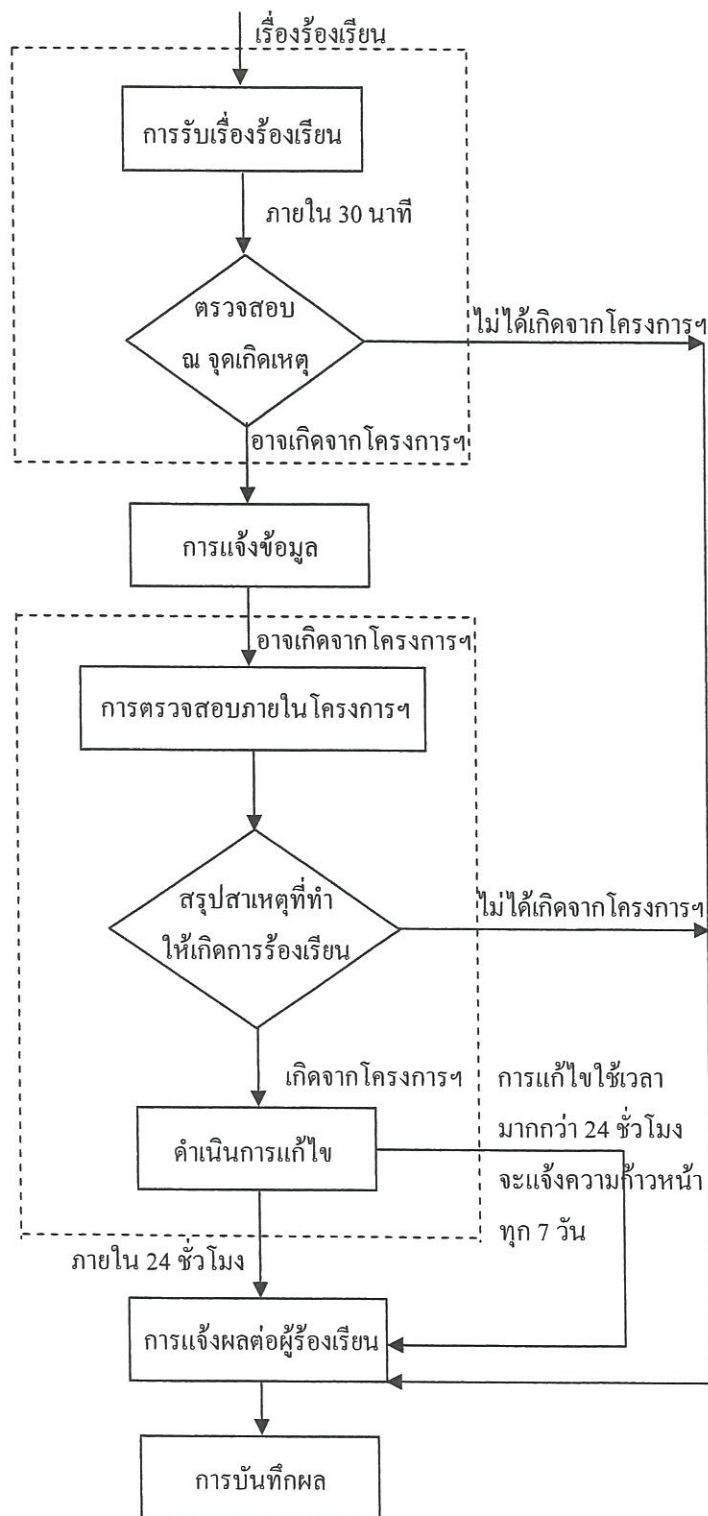 เรื่องร้องเรียน
การรับเรื่องร้องเรียน
ภายใน 30 นาที
ตรวจสอบ
ณ จุดเกิดเหตุ
ไม่ได้เกิดจากโครงการฯ
อาจเกิดจากโครงการฯ
การแจ้งข้อมูล
อาจเกิดจากโครงการฯ
การตรวจสอบภายในโครงการฯ
สรุปสาเหตุที่ทำ
ให้เกิดการร้องเรียน
ไม่ได้เกิดจากโครงการฯ
เกิดจากโครงการฯ
การแก้ไขใช้เวลา
มากกว่า 24 ชั่วโมง
จะแจ้งความก้าวหน้า
ทุก 7 วัน
ดำเนินการแก้ไข
ภายใน 24 ชั่วโมง
การแจ้งผลต่อผู้ร้องเรียน
การบันทึกผล